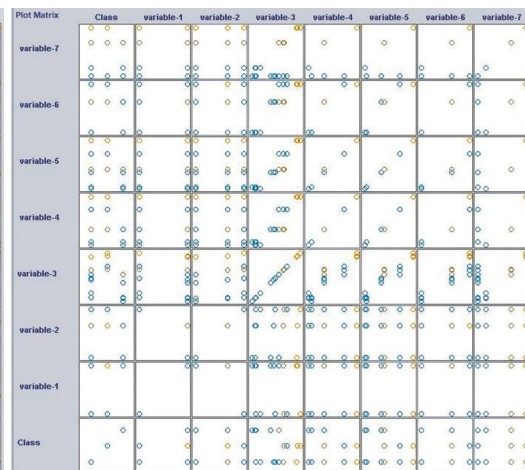 Plot Matrix Class variable-1 variable-2 variable-3 variable-4 variable-5 variable-6 variable-7
variable-7
variable-6
variable-5
variable-4
variable-3
variable-2
variable-1
Class